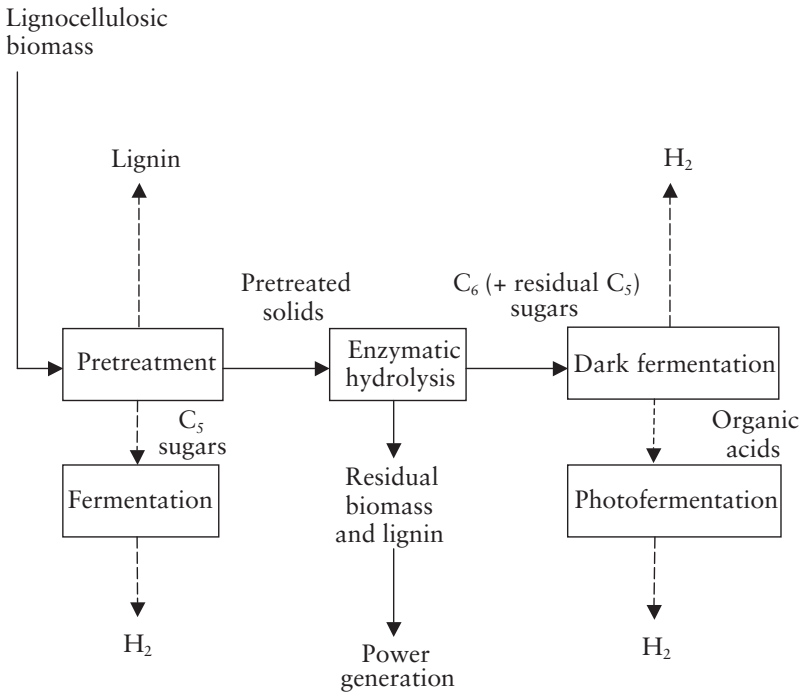 Lignocellulosic
biomass
Lignin
H₂
Pretreated
solids
C₆ (+ residual C₅)
sugars
Pretreatment
Enzymatic
hydrolysis
Dark fermentation
C₅
sugars
Organic
acids
Fermentation
Residual
biomass
and lignin
Photofermentation
H₂
Power
generation
H₂